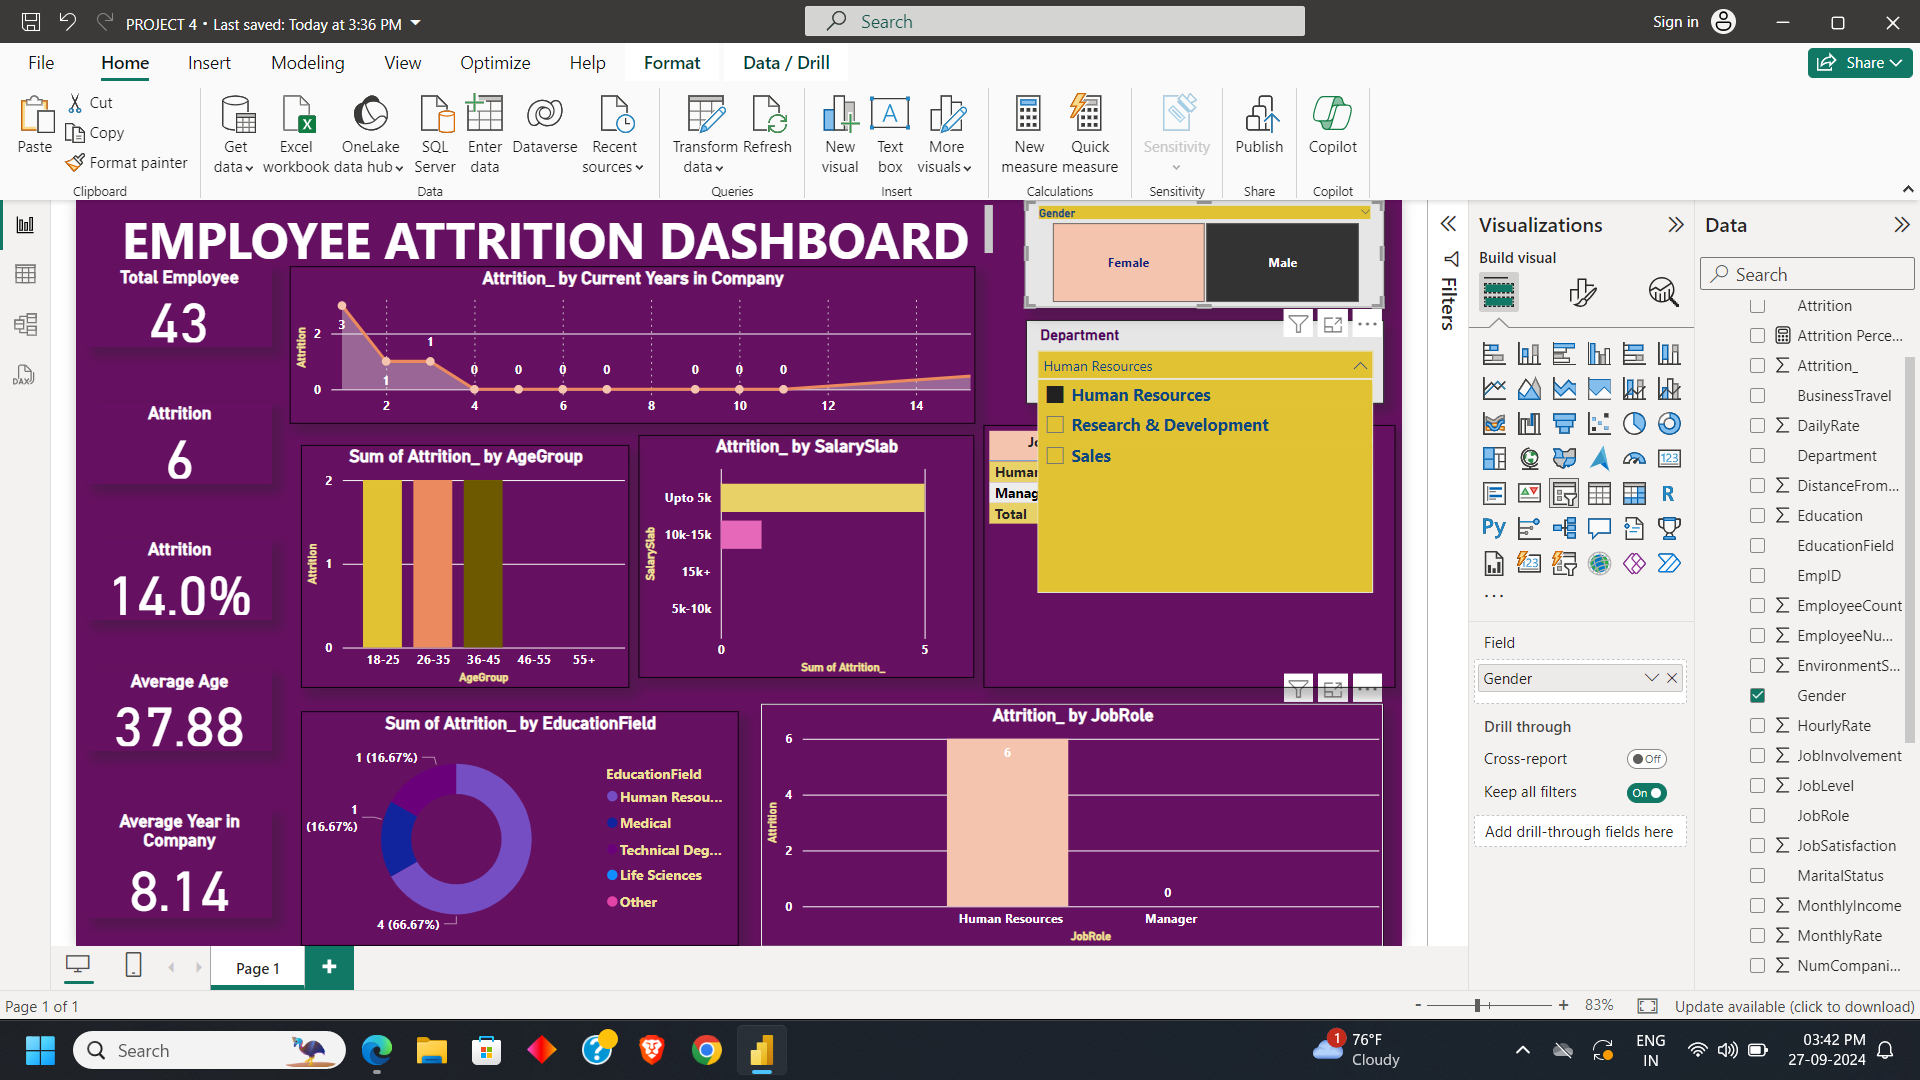 PROJECT 4 • Last saved: Today at 3:36 PM
Search
Sign in
File
Home
Insert
Modeling
View
Optimize
Help
Format
Data / Drill
Share
Paste
Cut
Copy
Format painter
Clipboard
Get data
Excel workbook
OneLake data hub
SQL Server
Enter data
Dataverse
Recent sources
Data
Transform data
Refresh
Queries
New visual
Text box
More visuals
Insert
New measure
Quick measure
Calculations
Sensitivity
Sensitivity
Publish
Share
Copilot
Copilot
EMPLOYEE ATTRITION DASHBOARD
Total Employee
43
Attrition
6
Attrition
14.0%
Average Age
37.88
Average Year in
Company
8.14
Attrition_ by Current Years in Company
Attrition
2
0
3
1
1
0 0 0 0 0 0 0
2 4 6 8 10 12 14
Gender
Female
Male
Department
Human Resources
Human Resources
Research & Development
Sales
Sum of Attrition_ by AgeGroup
Attrition
2
1
0
18-25 26-35 36-45 46-55 55+
AgeGroup
Attrition_ by SalarySlab
SalarySlab
Upto 5k
10k-15k
15k+
5k-10k
0 5
Sum of Attrition_
Jo
Humar
Manag
Total
Sum of Attrition_ by EducationField
1 (16.67%)
1
(16.67%)
4 (66.67%)
EducationField
Human Resou...
Medical
Technical Deg...
Life Sciences
Other
Attrition_ by JobRole
Attrition
6
4
2
0
6
0
Human Resources
Manager
JobRole
Filters
Visualizations
Build visual
123
R
Py
123
...
Field
Gender
Drill through
Cross-report
Off
Keep all filters
On
Add drill-through fields here
Data
Search
Attrition
Attrition Perce...
Attrition_
BusinessTravel
DailyRate
Department
DistanceFrom...
Education
EducationField
EmpID
EmployeeCount
EmployeeNu...
EnvironmentS...
Gender
HourlyRate
JobInvolvement
JobLevel
JobRole
JobSatisfaction
MaritalStatus
MonthlyIncome
MonthlyRate
NumCompani...
Page 1
+
Page 1 of 1
- + 83%
Update available (click to download)
Search
1
76°F
Cloudy
ENG
IN
03:42 PM
27-09-2024